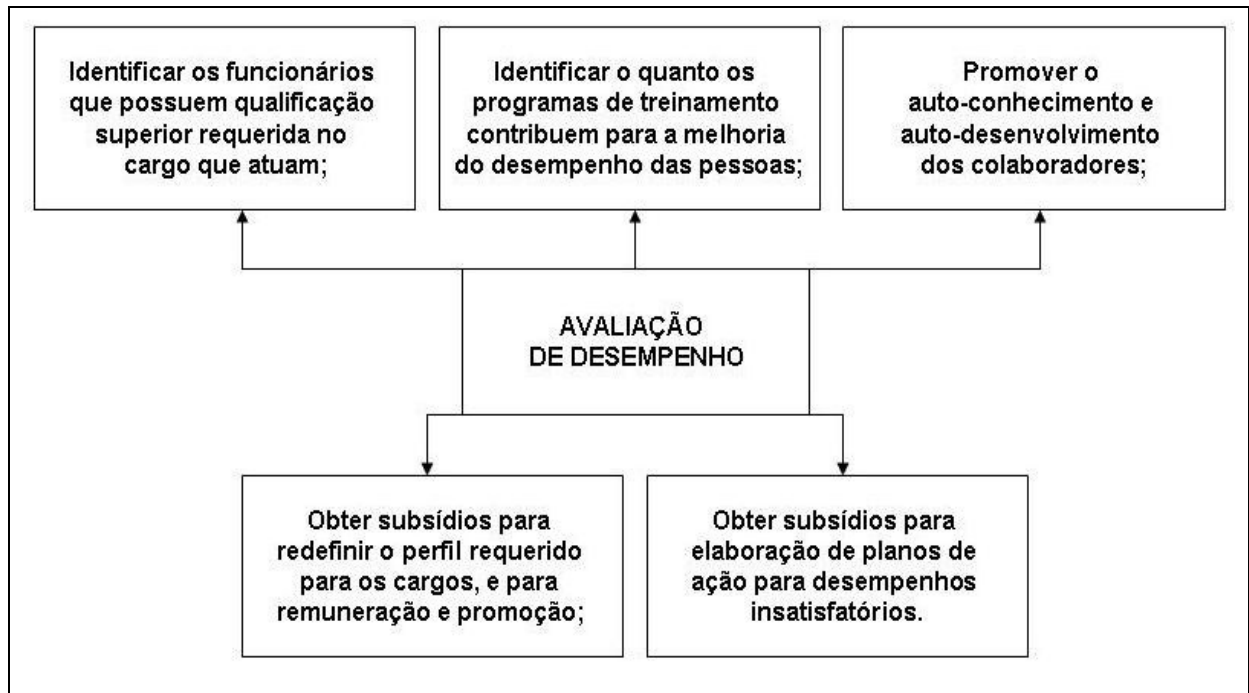 Identificar os funcionários
que possuem qualificação
superior requerida no
cargo que atuam;
Identificar o quanto os
programas de treinamento
contribuem para a melhoria
do desempenho das pessoas;
Promover o
auto-conhecimento e
auto-desenvolvimento
dos colaboradores;
AVALIAÇÃO
DE DESEMPENHO
Obter subsídios para
redefinir o perfil requerido
para os cargos, e para
remuneração e promoção;
Obter subsídios para
elaboração de planos de
ação para desempenhos
insatisfatórios.